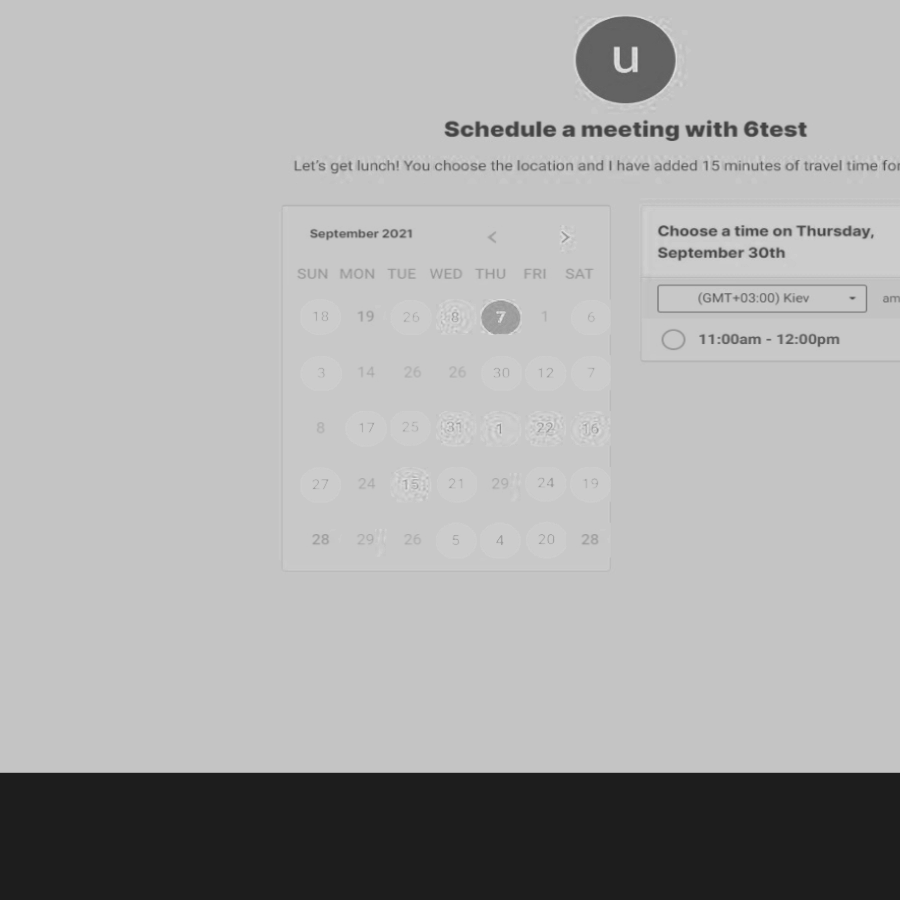 u
Schedule a meeting with 6test
Let's get lunch! You choose the location and I have added 15 minutes of travel time for
September 2021 < >
SUN MON TUE WED THU FRI SAT
18 19 26 8 7 1 6
3 14 26 26 30 12 7
8 17 25 31 1 22 16
27 24 15 21 29 24 19
28 29 26 5 4 20 28
Choose a time on Thursday,
September 30th
(GMT+03:00) Kiev am
11:00am - 12:00pm